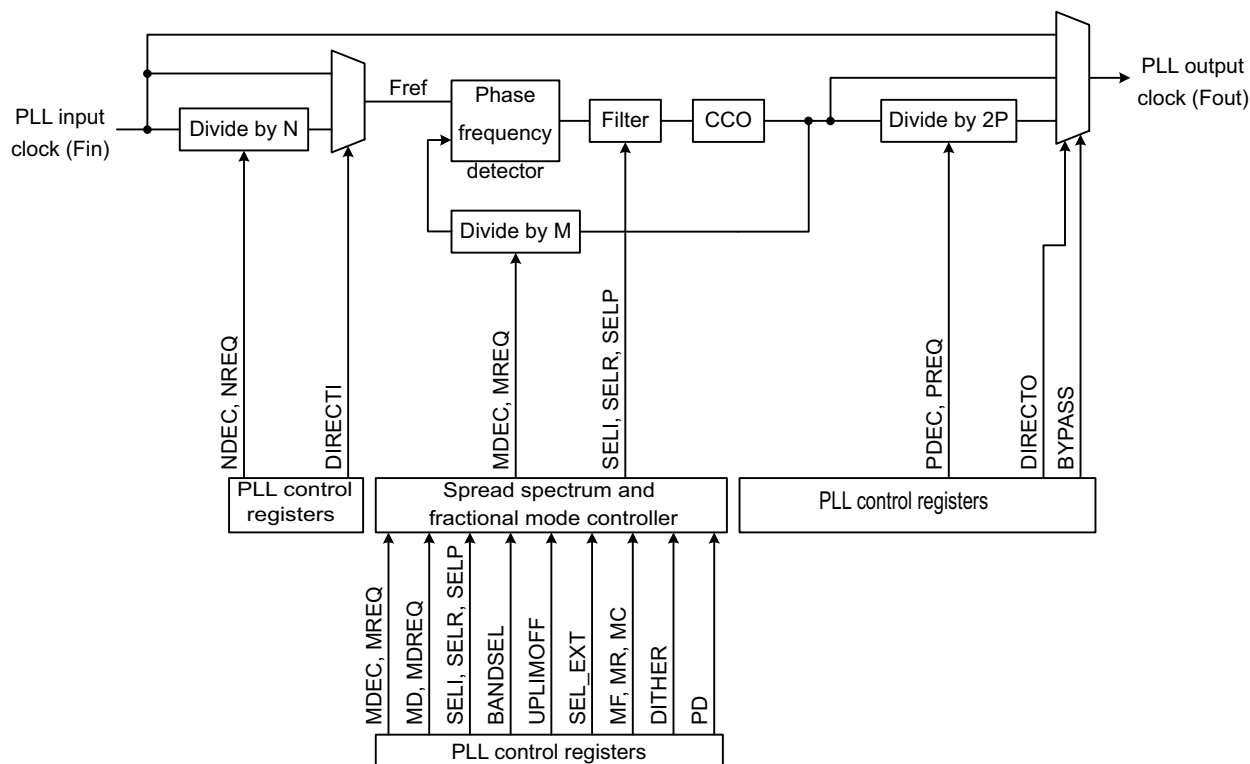 PLL input
clock (Fin)
Divide by N
Fref
Phase
frequency
detector
Filter
CCO
Divide by 2P
PLL output
clock (Fout)
Divide by M
NDEC, NREQ
DIRECTI
MDEC, MREQ
SELI, SELR, SELP
PDEC, PREQ
DIRECTO
BYPASS
PLL control
registers
Spread spectrum and
fractional mode controller
PLL control registers
MDEC, MREQ
MD, MDREQ
SELI, SELR, SELP
BANDSEL
UPLIMOFF
SEL_EXT
MF, MR, MC
DITHER
PD
PLL control registers